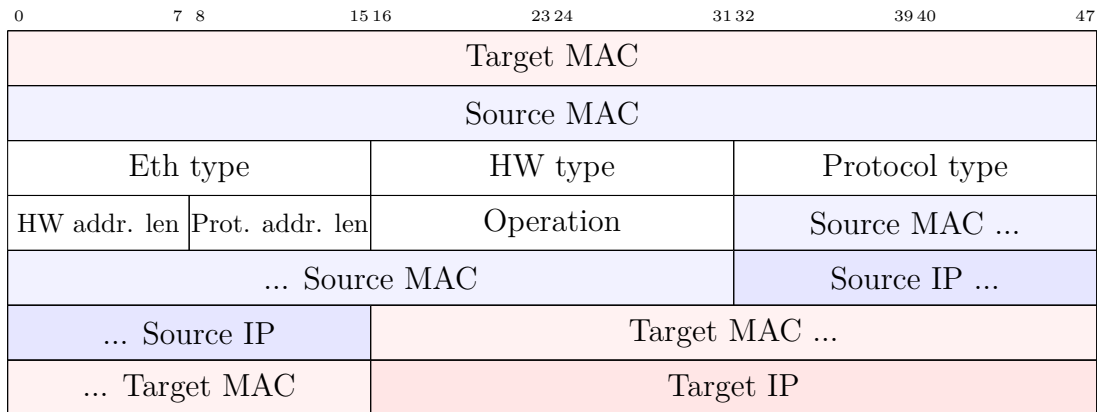 0 7 8 15 16 23 24 31 32 39 40 47
Target MAC
Source MAC
Eth type HW type Protocol type
HW addr. len Prot. addr. len Operation Source MAC ...
... Source MAC Source IP ...
... Source IP Target MAC ...
... Target MAC Target IP